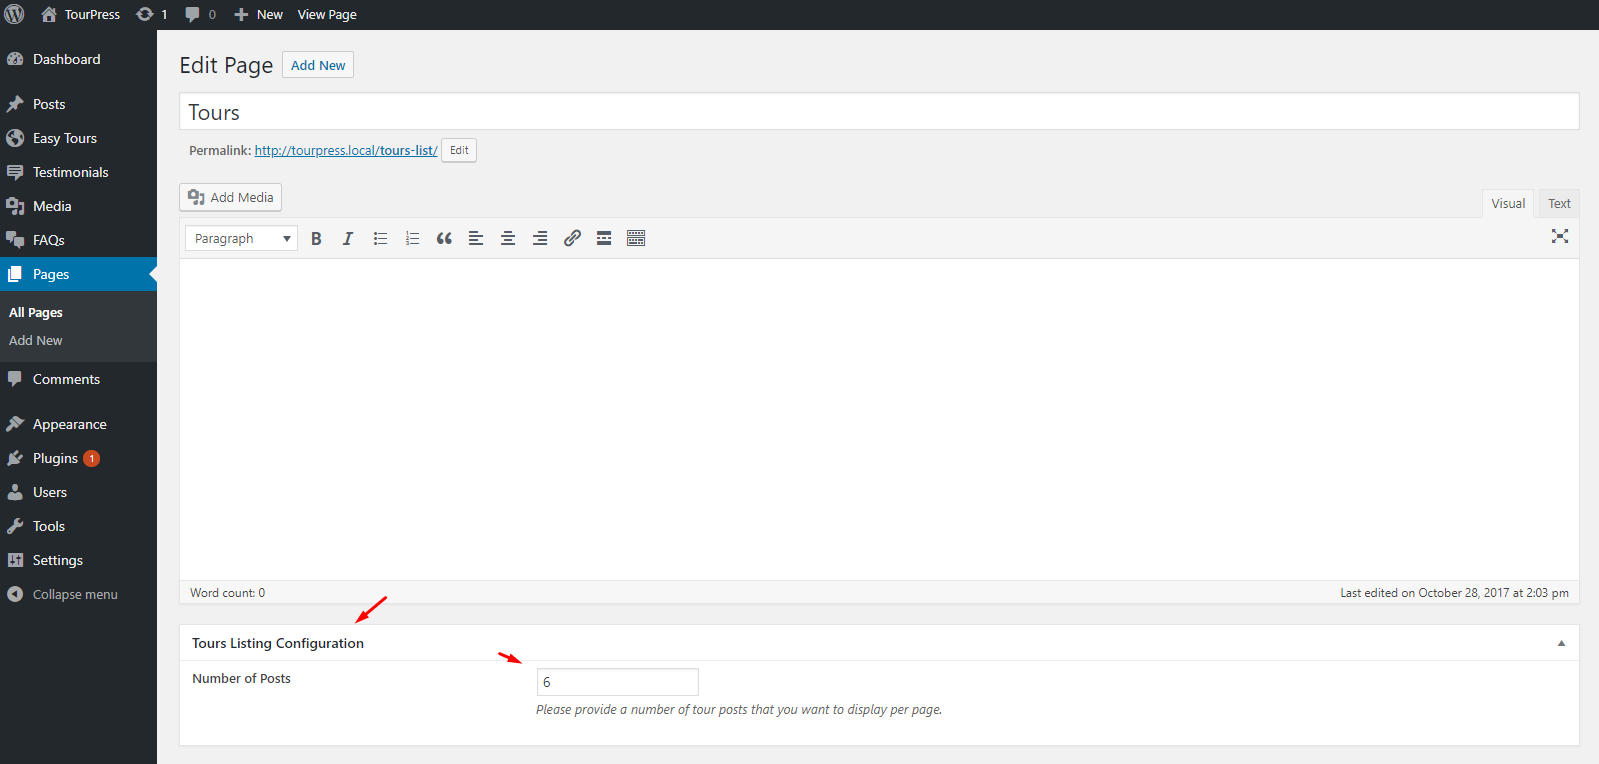 TourPress 1 0 New View Page
Dashboard
Posts
Easy Tours
Testimonials
Media
FAQs
Pages
All Pages
Add New
Comments
Appearance
Plugins 1
Users
Tools
Settings
Collapse menu
Edit Page Add New
Tours
Permalink: http://tourpress.local/tours-list/ Edit
Add Media
Visual Text
Paragraph B I
Word count: 0 Last edited on October 28, 2017 at 2:03 pm
Tours Listing Configuration
Number of Posts 6
Please provide a number of tour posts that you want to display per page.